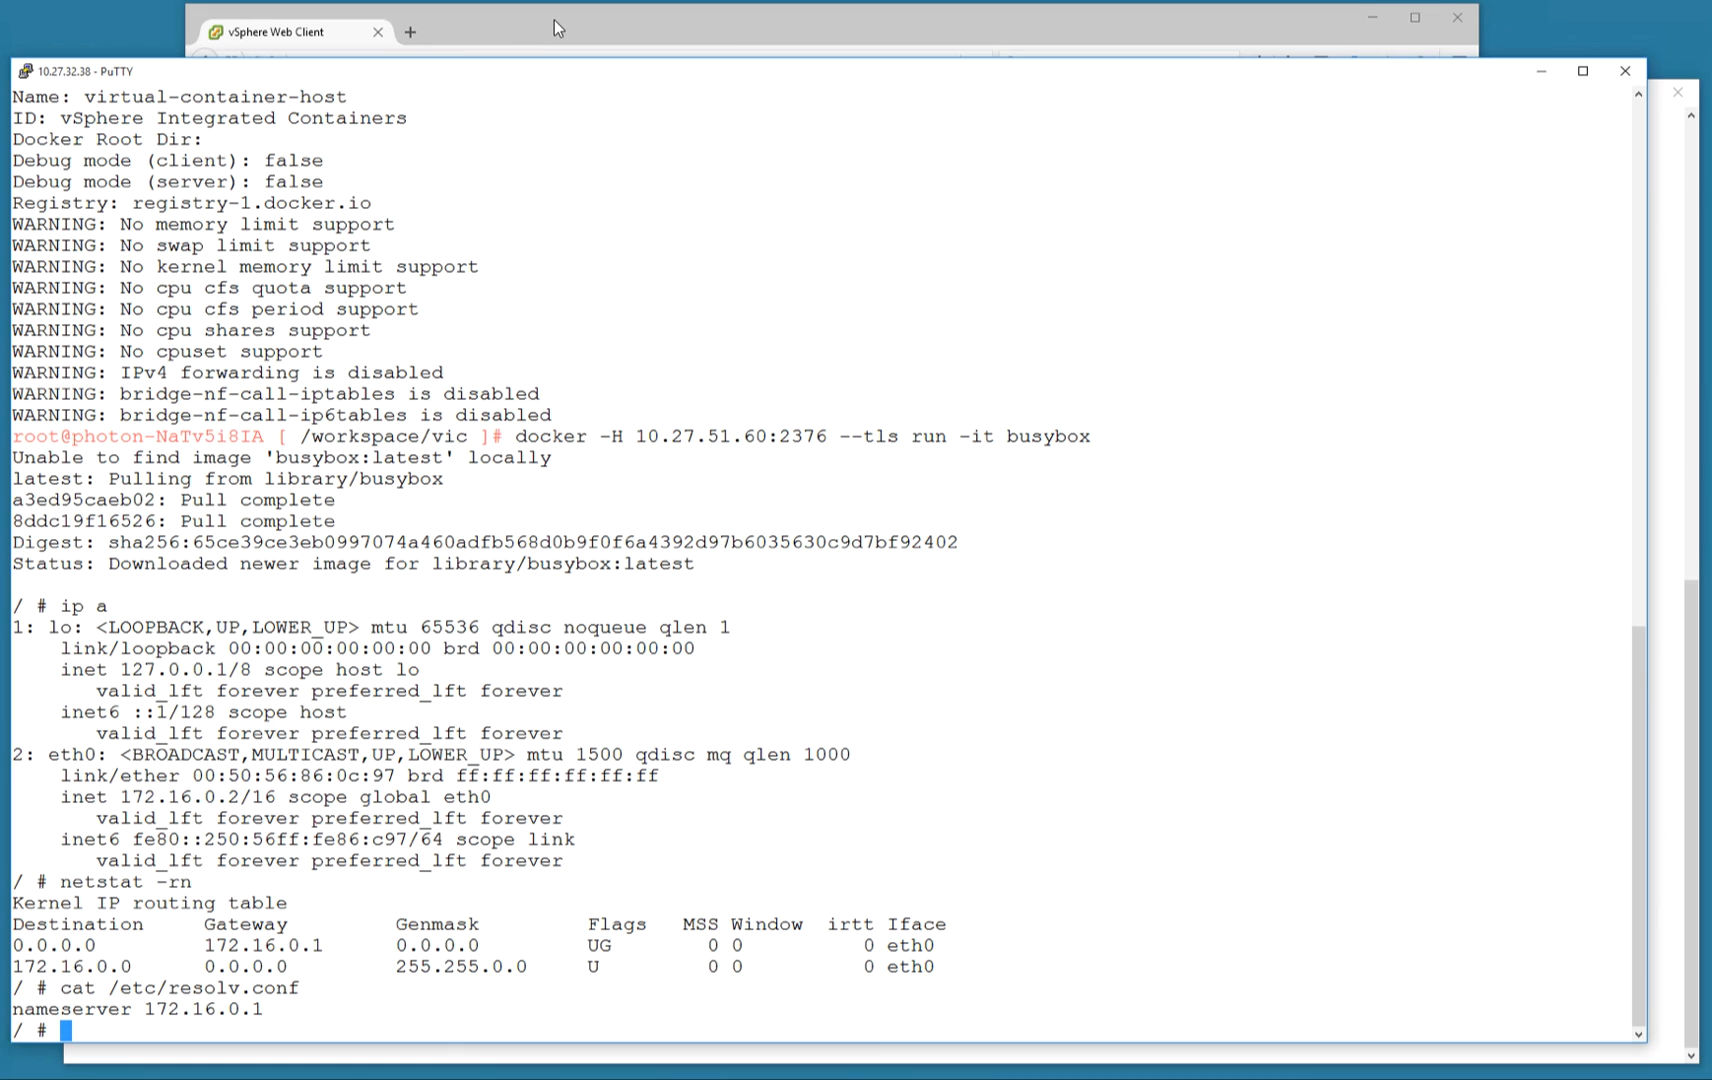 vSphere Web Client
10.27.32.38 - PuTTY
Name: virtual-container-host
ID: vSphere Integrated Containers
Docker Root Dir:
Debug mode (client): false
Debug mode (server): false
Registry: registry-1.docker.io
WARNING: No memory limit support
WARNING: No swap limit support
WARNING: No kernel memory limit support
WARNING: No cpu cfs quota support
WARNING: No cpu cfs period support
WARNING: No cpu shares support
WARNING: No cpuset support
WARNING: IPv4 forwarding is disabled
WARNING: bridge-nf-call-iptables is disabled
WARNING: bridge-nf-call-ip6tables is disabled
root@photon-NaTv5i8IA [ /workspace/vic ]# docker -H 10.27.51.60:2376 --tls run -it busybox
Unable to find image 'busybox:latest' locally
latest: Pulling from library/busybox
a3ed95caeb02: Pull complete
8ddc19f16526: Pull complete
Digest: sha256:65ce39ce3eb0997074a460adfb568d0b9f0f6a4392d97b6035630c9d7bf92402
Status: Downloaded newer image for library/busybox:latest
/ # ip a
1: lo: <LOOPBACK,UP,LOWER_UP> mtu 65536 qdisc noqueue qlen 1
link/loopback 00:00:00:00:00:00 brd 00:00:00:00:00:00
inet 127.0.0.1/8 scope host lo
valid_lft forever preferred_lft forever
inet6 ::1/128 scope host
valid_lft forever preferred_lft forever
2: eth0: <BROADCAST,MULTICAST,UP,LOWER_UP> mtu 1500 qdisc mq qlen 1000
link/ether 00:50:56:86:0c:97 brd ff:ff:ff:ff:ff:ff
inet 172.16.0.2/16 scope global eth0
valid_lft forever preferred_lft forever
inet6 fe80::250:56ff:fe86:c97/64 scope link
valid_lft forever preferred_lft forever
/ # netstat -rn
Kernel IP routing table
Destination Gateway Genmask Flags MSS Window irtt Iface
0.0.0.0 172.16.0.1 0.0.0.0 UG 0 0 0 eth0
172.16.0.0 0.0.0.0 255.255.0.0 U 0 0 0 eth0
/ # cat /etc/resolv.conf
nameserver 172.16.0.1
/ #